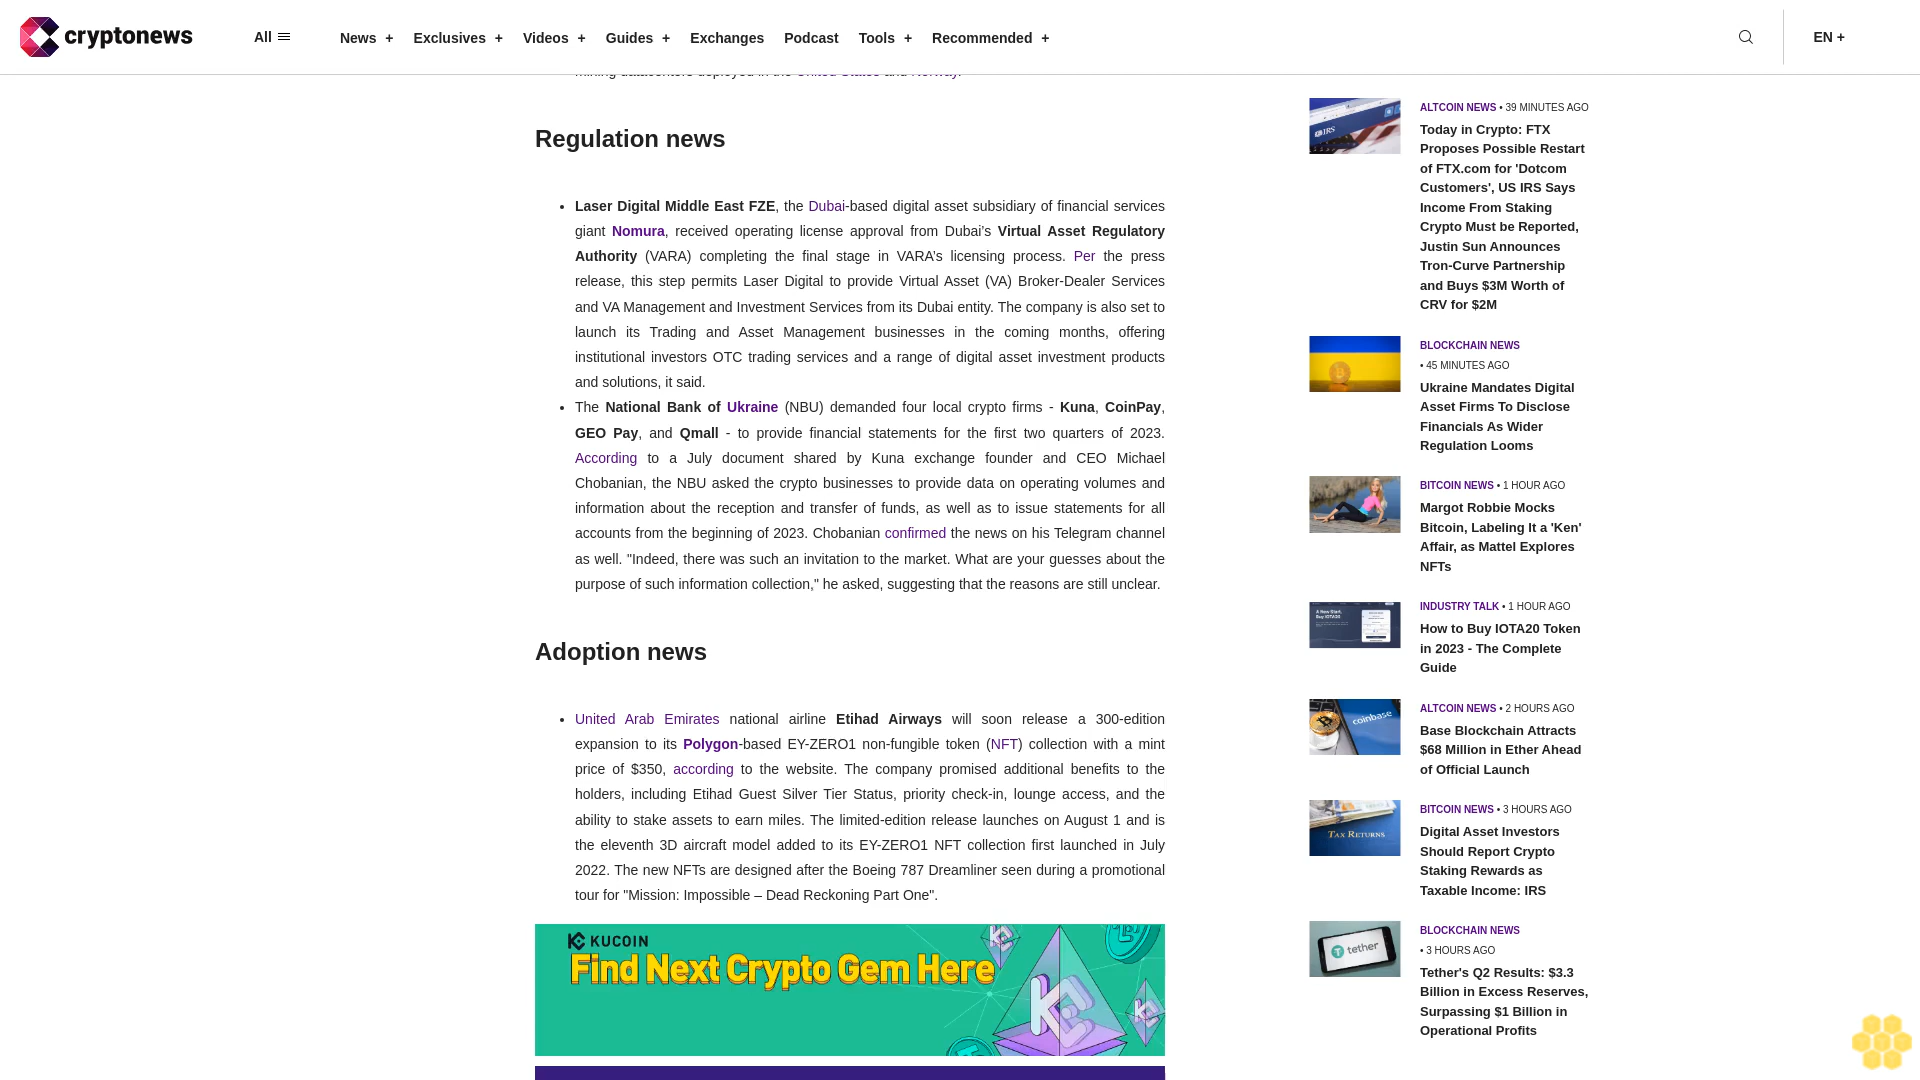 cryptonews
All
News +
Exclusives +
Videos +
Guides +
Exchanges
Podcast
Tools +
Recommended +
EN +
mining datacenters deployed in the United States and Norway.
Regulation news
• Laser Digital Middle East FZE, the Dubai-based digital asset subsidiary of financial services
giant Nomura, received operating license approval from Dubai’s Virtual Asset Regulatory
Authority (VARA) completing the final stage in VARA’s licensing process. Per the press
release, this step permits Laser Digital to provide Virtual Asset (VA) Broker-Dealer Services
and VA Management and Investment Services from its Dubai entity. The company is also set to
launch its Trading and Asset Management businesses in the coming months, offering
institutional investors OTC trading services and a range of digital asset investment products
and solutions, it said.
• The National Bank of Ukraine (NBU) demanded four local crypto firms - Kuna, CoinPay,
GEO Pay, and Qmall - to provide financial statements for the first two quarters of 2023.
According to a July document shared by Kuna exchange founder and CEO Michael
Chobanian, the NBU asked the crypto businesses to provide data on operating volumes and
information about the reception and transfer of funds, as well as to issue statements for all
accounts from the beginning of 2023. Chobanian confirmed the news on his Telegram channel
as well. "Indeed, there was such an invitation to the market. What are your guesses about the
purpose of such information collection," he asked, suggesting that the reasons are still unclear.
Adoption news
• United Arab Emirates national airline Etihad Airways will soon release a 300-edition
expansion to its Polygon-based EY-ZERO1 non-fungible token (NFT) collection with a mint
price of $350, according to the website. The company promised additional benefits to the
holders, including Etihad Guest Silver Tier Status, priority check-in, lounge access, and the
ability to stake assets to earn miles. The limited-edition release launches on August 1 and is
the eleventh 3D aircraft model added to its EY-ZERO1 NFT collection first launched in July
2022. The new NFTs are designed after the Boeing 787 Dreamliner seen during a promotional
tour for "Mission: Impossible – Dead Reckoning Part One".
KUCOIN
Find Next Crypto Gem Here
IRS
ALTCOIN NEWS • 39 MINUTES AGO
Today in Crypto: FTX
Proposes Possible Restart
of FTX.com for 'Dotcom
Customers', US IRS Says
Income From Staking
Crypto Must be Reported,
Justin Sun Announces
Tron-Curve Partnership
and Buys $3M Worth of
CRV for $2M
BLOCKCHAIN NEWS
• 45 MINUTES AGO
Ukraine Mandates Digital
Asset Firms To Disclose
Financials As Wider
Regulation Looms
BITCOIN NEWS • 1 HOUR AGO
Margot Robbie Mocks
Bitcoin, Labeling It a 'Ken'
Affair, as Mattel Explores
NFTs
A New Start,
Buy IOTA20
INDUSTRY TALK • 1 HOUR AGO
How to Buy IOTA20 Token
in 2023 - The Complete
Guide
coinbase
ALTCOIN NEWS • 2 HOURS AGO
Base Blockchain Attracts
$68 Million in Ether Ahead
of Official Launch
TAX RETURNS
BITCOIN NEWS • 3 HOURS AGO
Digital Asset Investors
Should Report Crypto
Staking Rewards as
Taxable Income: IRS
tether
BLOCKCHAIN NEWS
• 3 HOURS AGO
Tether's Q2 Results: $3.3
Billion in Excess Reserves,
Surpassing $1 Billion in
Operational Profits